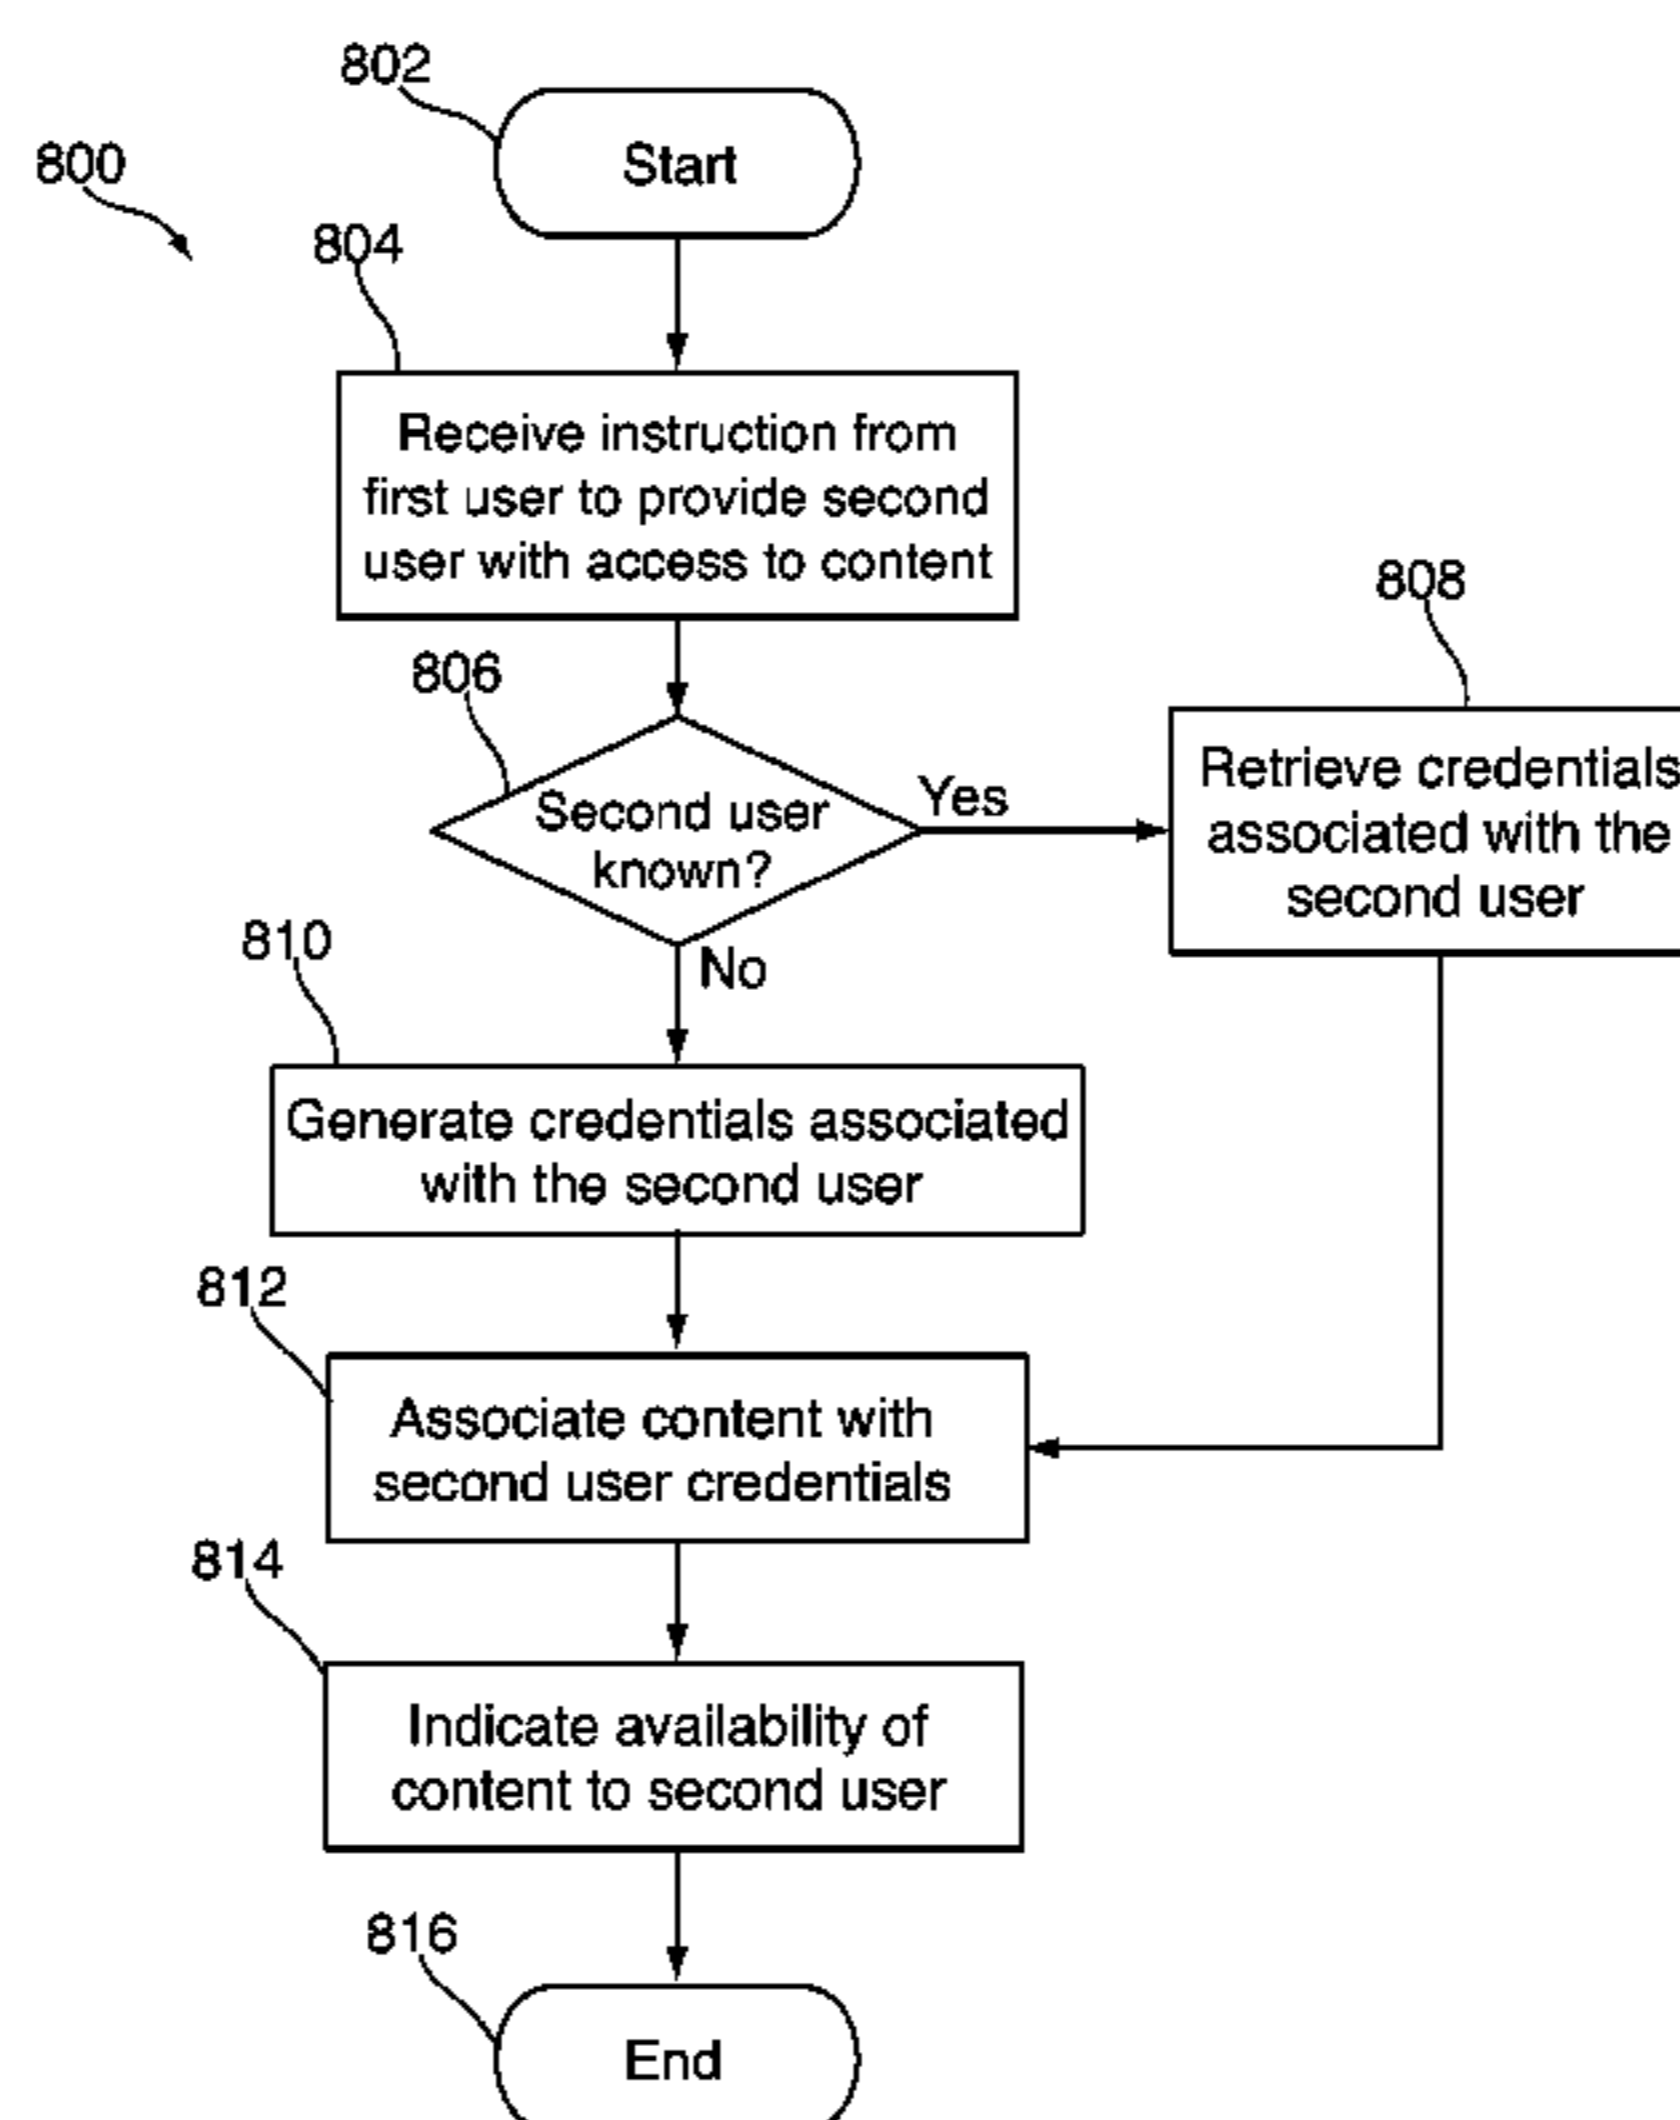 802
Start
800
804
Receive instruction from
first user to provide second
user with access to content
806
Second user
known?
Yes
808
Retrieve credentials
associated with the
second user
No
810
Generate credentials associated
with the second user
812
Associate content with
second user credentials
814
Indicate availability of
content to second user
816
End